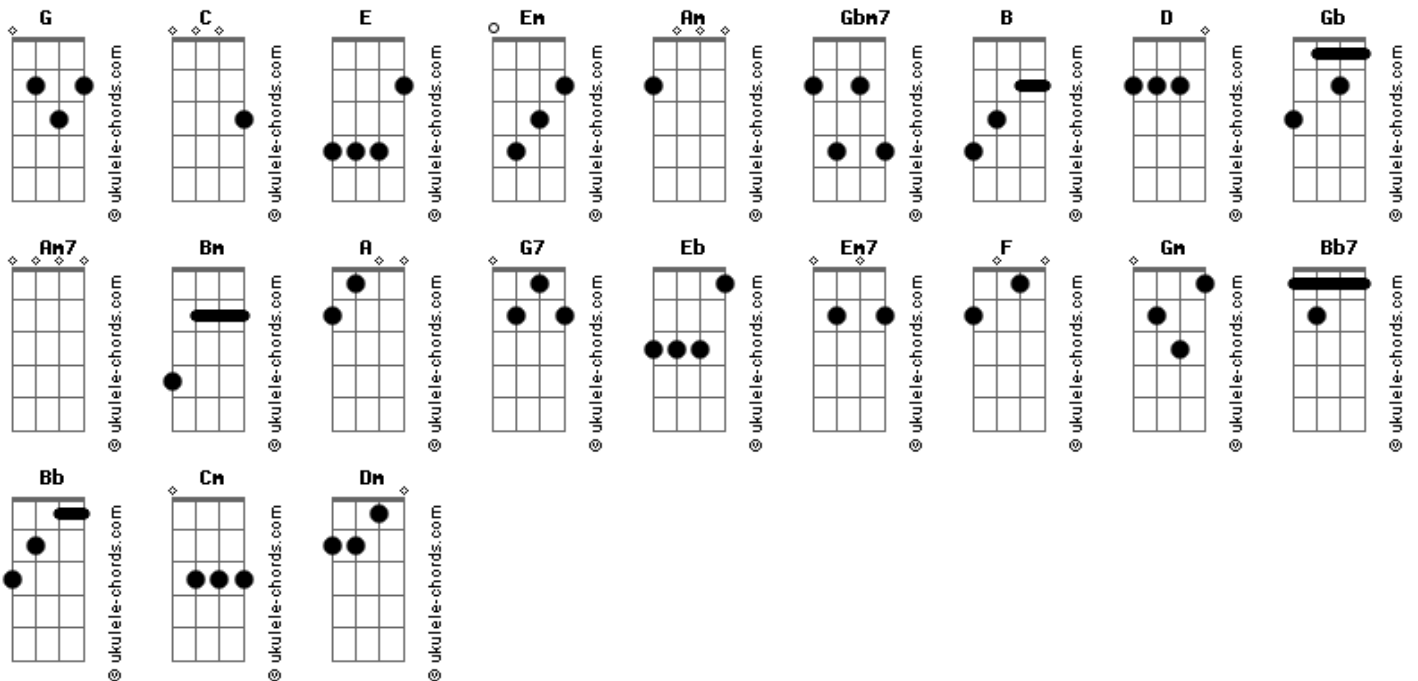 G C E Em Am Gbm7 B D Gb
© ukulele-chords.com © ukulele-chords.com © ukulele-chords.com © ukulele-chords.com © ukulele-chords.com © ukulele-chords.com © ukulele-chords.com © ukulele-chords.com © ukulele-chords.com
Am7 Bm A G7 Eb Em7 F Gm Bb7
© ukulele-chords.com © ukulele-chords.com © ukulele-chords.com © ukulele-chords.com © ukulele-chords.com © ukulele-chords.com © ukulele-chords.com © ukulele-chords.com © ukulele-chords.com
Bb Cm Dm
© ukulele-chords.com © ukulele-chords.com © ukulele-chords.com